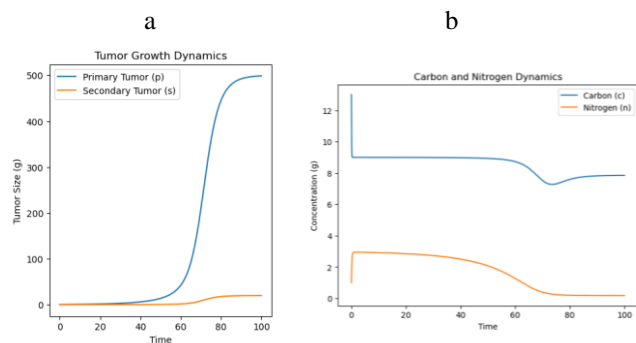 a
Tumor Growth Dynamics
Primary Tumor (p)
Secondary Tumor (s)
Tumor Size (g)
500
400
300
200
100
0
0 20 40 60 80 100
Time
b
Carbon and Nitrogen Dynamics
Carbon (c)
Nitrogen (n)
Concentration (g)
12
10
8
6
4
2
0
0 20 40 60 80 100
Time